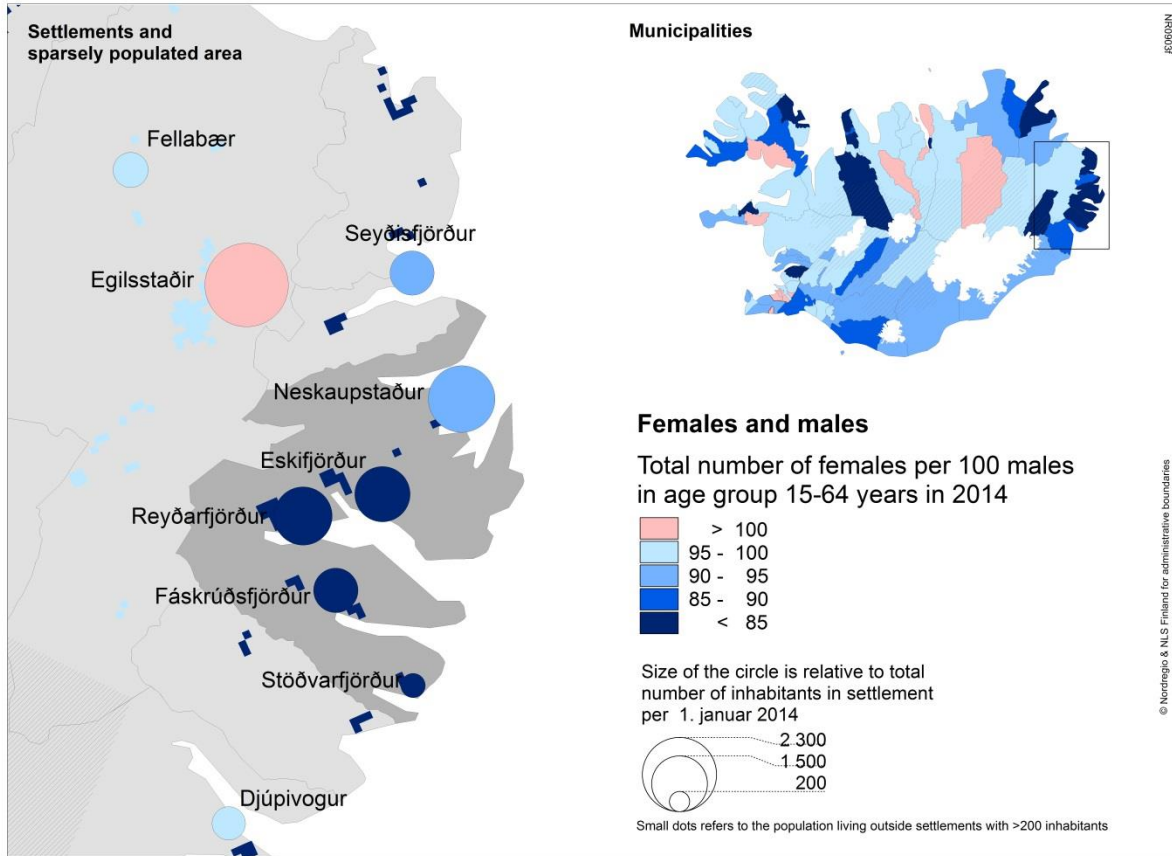 Settlements and
sparsely populated area
Fellabær
Seyðisfjörður
Egilsstaðir
Neskaupstaður
Eskifjörður
Reyðarfjörður
Fáskrúðsfjörður
Stöðvarfjörður
Djúpivogur
Municipalities
NR0903f
Females and males
Total number of females per 100 males
in age group 15-64 years in 2014
> 100
95 - 100
90 - 95
85 - 90
< 85
Size of the circle is relative to total
number of inhabitants in settlement
per 1. januar 2014
2 300
1 500
200
Small dots refers to the population living outside settlements with >200 inhabitants
© Nordregio & NLS Finland for administrative boundaries